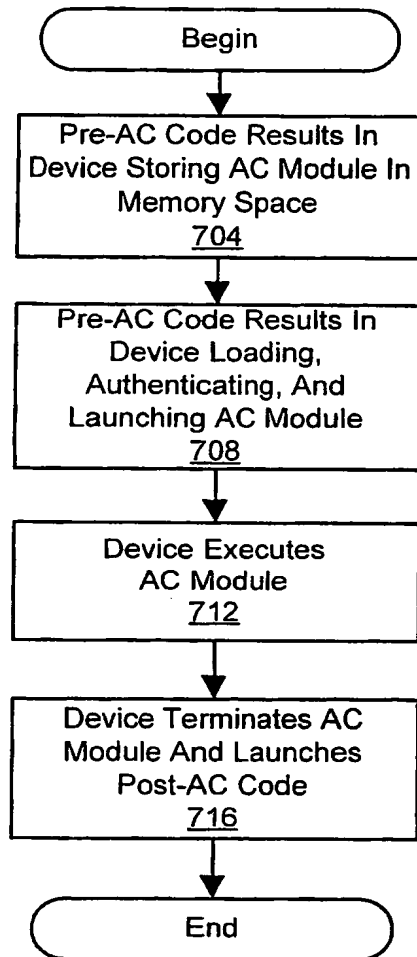 Begin
Pre-AC Code Results In
Device Storing AC Module In
Memory Space
704
Pre-AC Code Results In
Device Loading,
Authenticating, And
Launching AC Module
708
Device Executes
AC Module
712
Device Terminates AC
Module And Launches
Post-AC Code
716
End